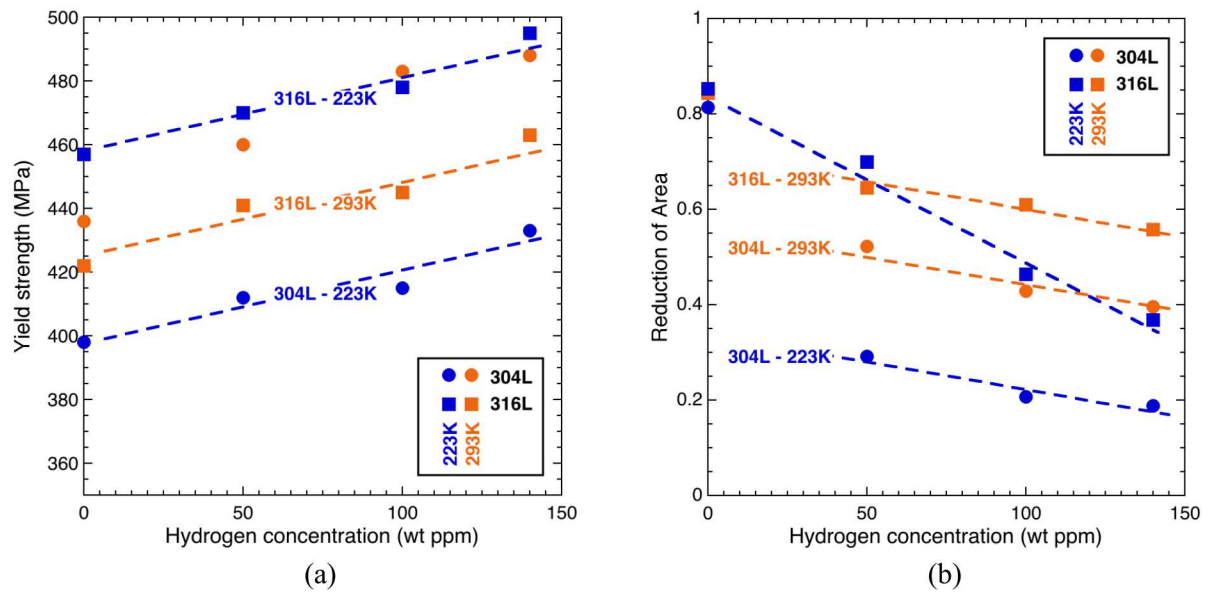 500
480
460
440
420
400
380
360
Yield strength (MPa)
316L - 223K
316L - 293K
304L - 223K
304L
316L
223K
293K
0
50
100
150
Hydrogen concentration (wt ppm)
(a)
1
0.8
0.6
0.4
0.2
0
Reduction of Area
304L
316L
223K
293K
316L - 293K
304L - 293K
304L - 223K
0
50
100
150
Hydrogen concentration (wt ppm)
(b)